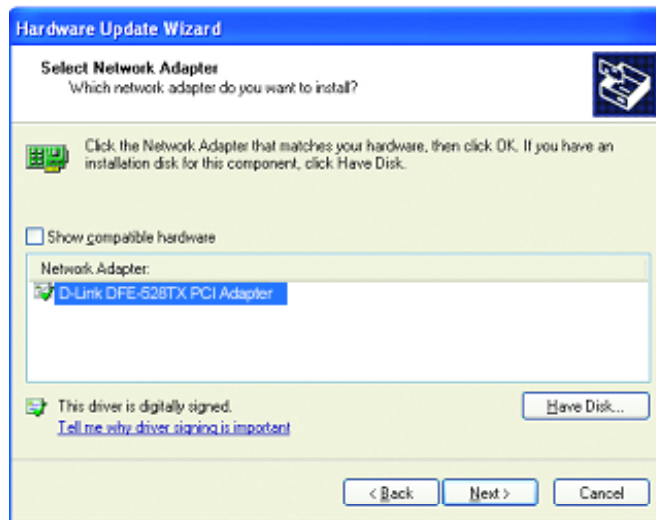 Hardware Update Wizard
Select Network Adapter
Which network adapter do you want to install?
Click the Network Adapter that matches your hardware, then click OK. If you have an
installation disk for this component, click Have Disk.
Show compatible hardware
Network Adapter:
D-Link DFE-528TX PCI Adapter
This driver is digitally signed.
Have Disk...
Tell me why driver signing is important
< Back
Next >
Cancel